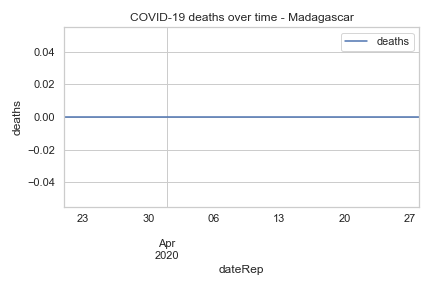 COVID-19 deaths over time - Madagascar
deaths
0.04
0.02
0.00
−0.02
−0.04
deaths
23 30 06 13 20 27
Apr
2020
dateRep